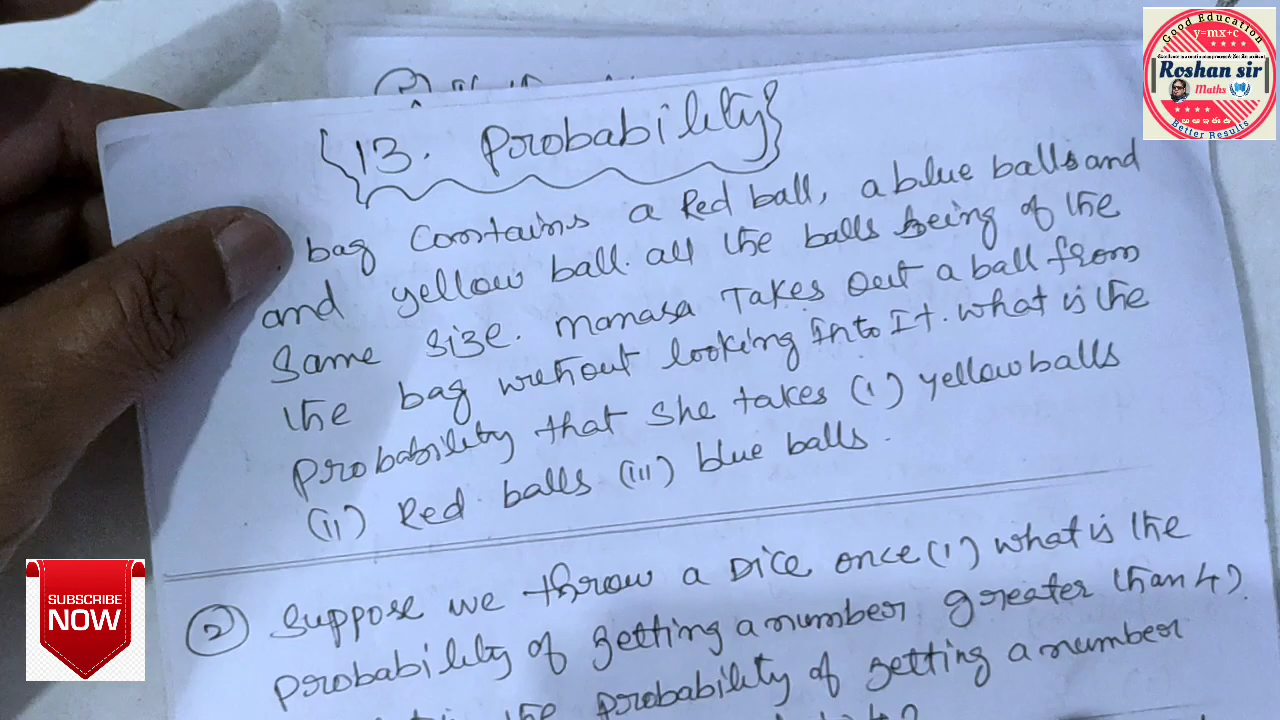 Good Education
y=mx+c
Roshan sir
Maths
Better Results
{13. Probability}
bag contains a Red ball, a blue balls and
and yellow ball. all the balls being of the
Same size. manasa Takes out a ball from
the bag without looking Into It. what is the
Probability that she takes (i) yellow balls
(ii) Red balls (iii) blue balls.
SUBSCRIBE
NOW
(2) Suppose we throw a Dice once (i) what is the
probability of getting a number greater than 4?
the probability of getting a number
4?